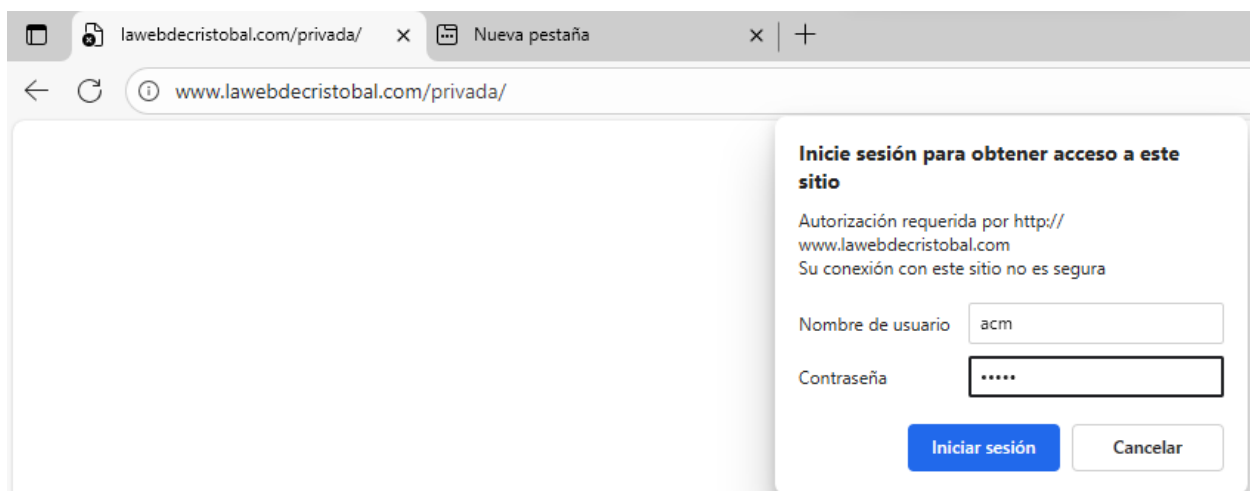 lawebdecristobal.com/privada/
Nueva pestaña
www.lawebdecristobal.com/privada/
Inicie sesión para obtener acceso a este
sitio
Autorización requerida por http://
www.lawebdecristobal.com
Su conexión con este sitio no es segura
Nombre de usuario acm
Contraseña •••••
Iniciar sesión Cancelar